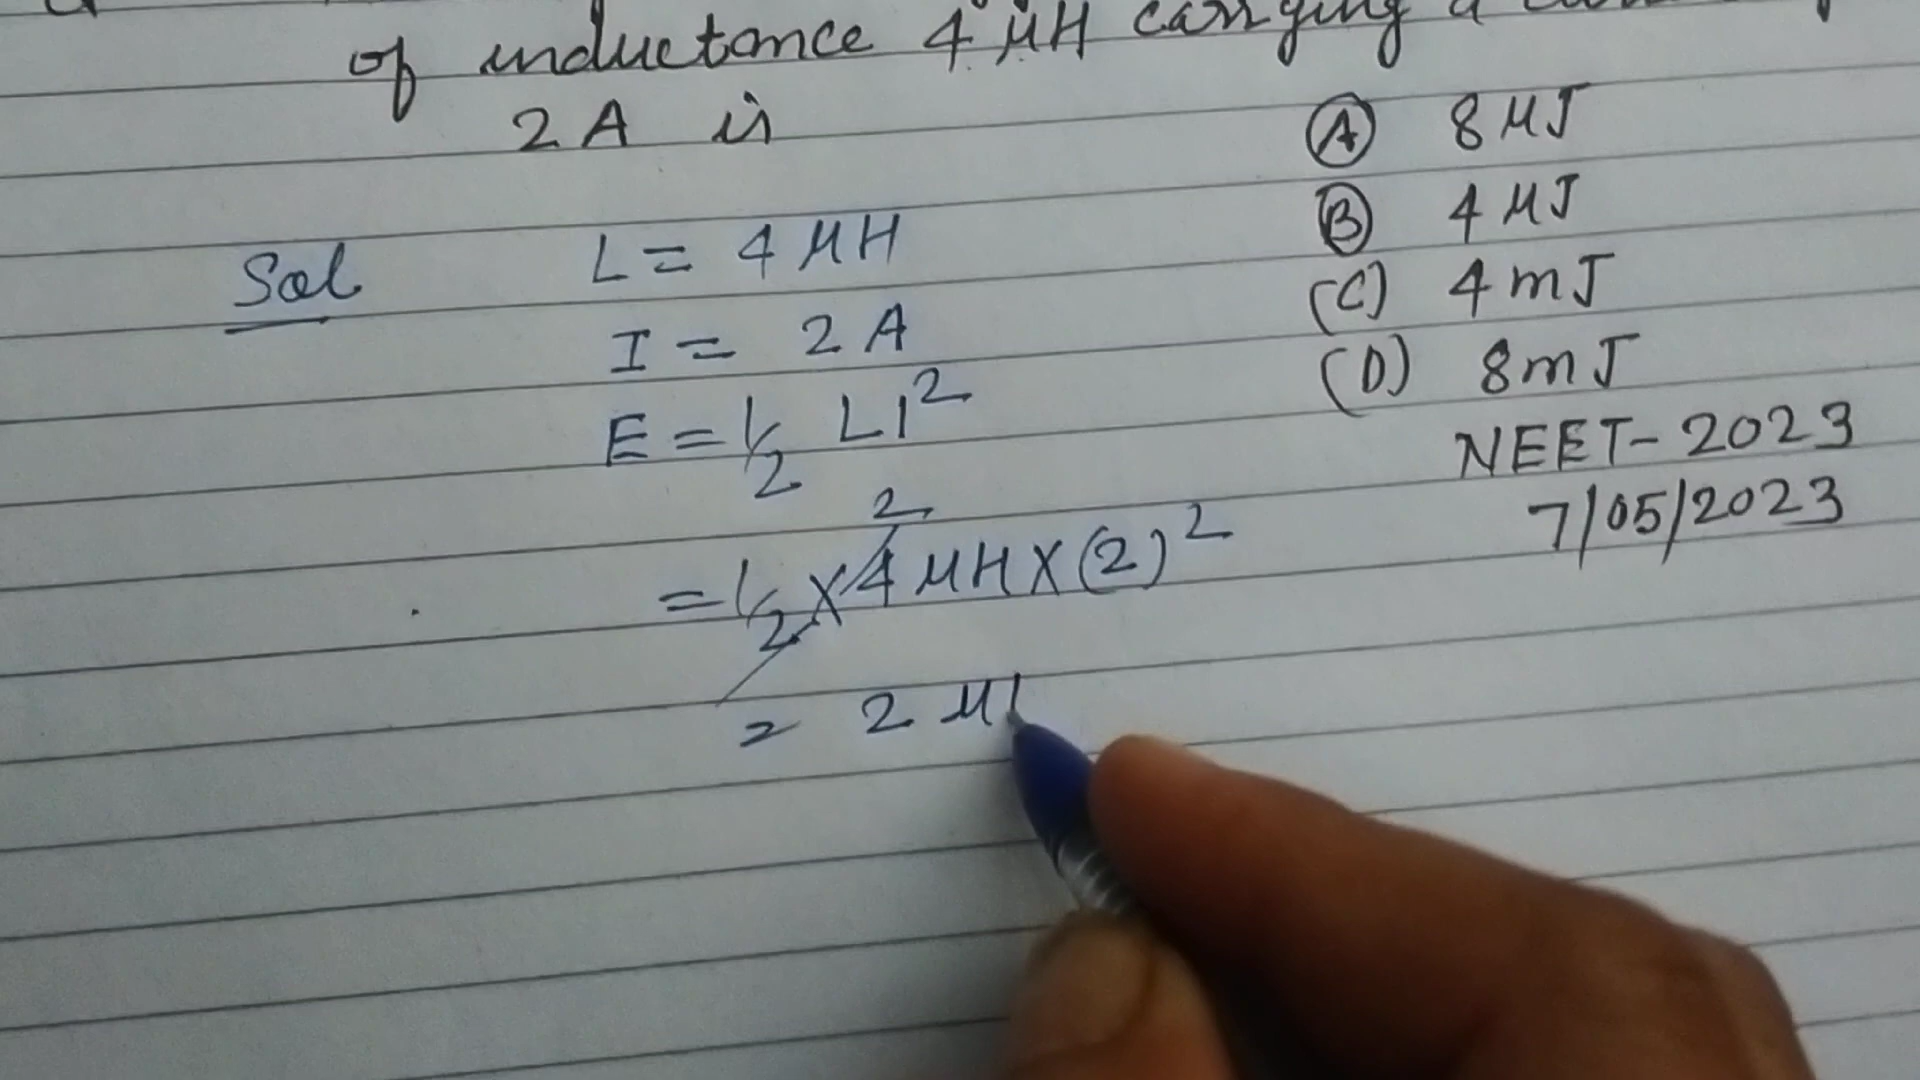 of inductance 4 μH carrying a
2 A is
(A) 8 μJ
(B) 4 μJ
(C) 4 mJ
(D) 8 mJ
NEET-2023
7/05/2023
Sol
L = 4 μH
I = 2 A
E = 1/2 LI²
= 1/2 × 4 μH × (2)²
2
= 2 μ